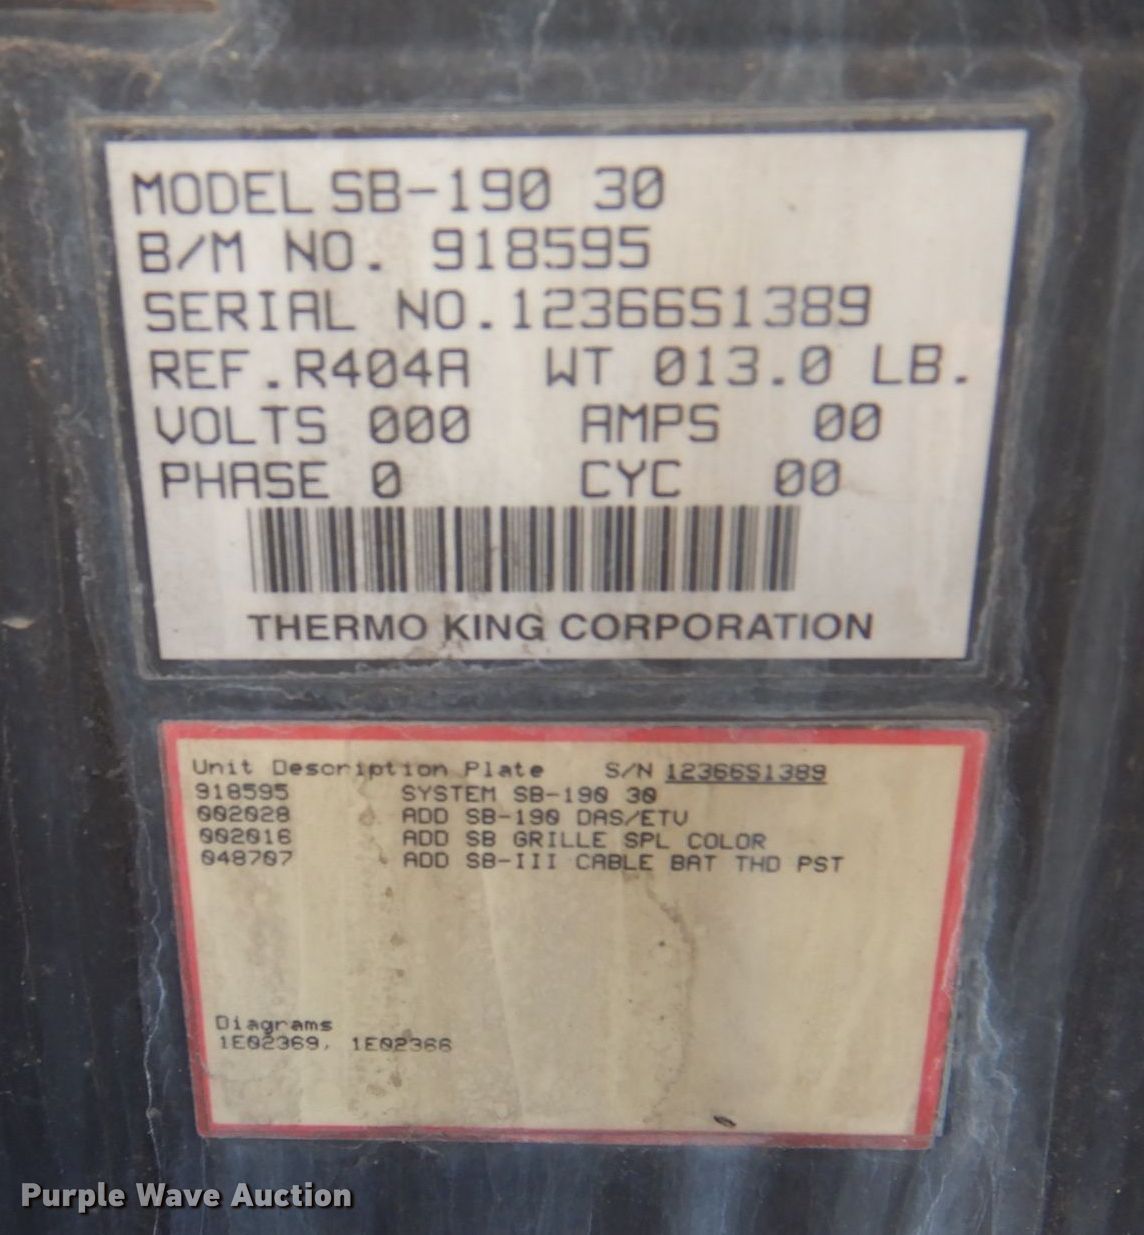 MODEL SB-190 30
B/M NO. 918595
SERIAL NO. 12366S1389
REF. R404A WT 013.0 LB.
VOLTS 000 AMPS 00
PHASE 0 CYC 00
THERMO KING CORPORATION
Unit Description Plate S/N 12366S1389
918595 SYSTEM SB-190 30
002028 ADD SB-190 DAS/ETV
002016 ADD SB GRILLE SPL COLOR
048707 ADD SB-III CABLE BAT THD PST
Diagrams
1E02369, 1E02366
Purple Wave Auction